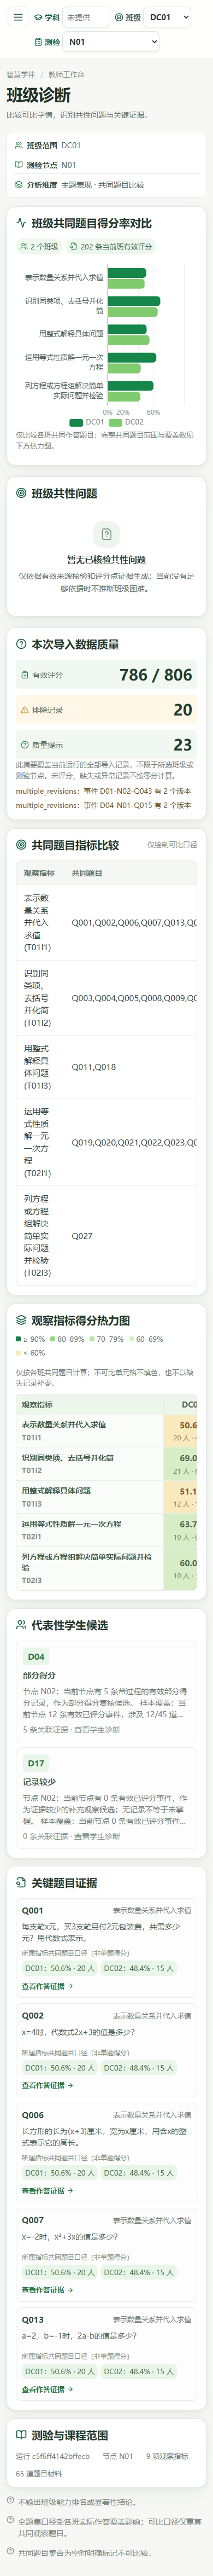 学科 未提供 班级 DC01
测验 N01
智慧学伴 / 教师工作台
班级诊断
比较可比学情，识别共性问题与关键证据。
班级范围 DC01
测验节点 N01
分析维度 主题表现 · 共同题目比较
班级共同题目得分率对比
2 个班级 202 条当前班有效评分
表示数量关系并代入求值
识别同类项、去括号并化
简
用整式解释具体问题
运用等式性质解一元一次
方程
列方程或方程组解决简单
实际问题并检验
0% 20% 60%
DC01 DC02
仅比较各班共同作答题目；完整共同题目范围与覆盖数见
下方热力图。
班级共性问题
暂无已核验共性问题
仅依据有效来源核验和评分点证据生成；当前没有足
够依据时不推断班级困难。
本次导入数据质量
有效评分 786 / 806
排除记录 20
质量提示 23
此摘要覆盖当前运行的全部导入记录，不限于所选班级或
测验节点。未评分、缺失或异常记录不按零分计算。
multiple_revisions：事件 D01-N02-Q043 有 2 个版本
multiple_revisions：事件 D04-N01-Q015 有 2 个版本
共同题目指标比较 仅绘制可比口径
观察指标 共同题目
表示数
量关系
并代入
求值
(T01I1)
Q001,Q002,Q006,Q007,Q013,
识别同
类项、
去括号
并化简
(T01I2)
Q003,Q004,Q005,Q008,Q009,
用整式
解释具
体问题
(T01I3)
Q011,Q018
运用等
式性质
解一元
一次方
程
(T02I1)
Q019,Q020,Q021,Q022,Q023,
列方程
或方程
组解决
简单实
际问题
并检验
(T02I3)
Q027
观察指标得分热力图
≥ 90% 80–89% 70–79% 60–69%
< 60%
仅按各班共同题目计算；不可比单元格不填色，也不以缺
失记录补零。
观察指标
表示数量关系并代入求值
T01I1
50.6
20 人
识别同类项、去括号并化简
T01I2
69.0
21 人
用整式解释具体问题
T01I3
51.1
12 人
运用等式性质解一元一次方程
T02I1
63.7
19 人
列方程或方程组解决简单实际问题并检
验
T02I3
60.0
10 人
代表性学生候选
D04
部分得分
节点 N02；当前节点有 5 条带过程的有效部分得
分记录，作为部分得分复核候选。 样本覆盖：当
前节点 12 条有效已评分事件，涉及 12/45 道...
5 条关联证据 · 查看学生诊断
D17
记录较少
节点 N02；当前节点有 0 条有效已评分事件，作
为证据较少的补充观察候选；无记录不等于未掌
握。 样本覆盖：当前节点 0 条有效已评分事件...
0 条关联证据 · 查看学生诊断
关键题目证据
Q001 表示数量关系并代入求值
每支笔x元，买3支笔另付2元包装费，共需多少
元？用代数式表示。
所属指标共同题目口径（非单题得分）
DC01：50.6% · 20 人 DC02：48.4% · 15 人
查看作答证据 →
Q002 表示数量关系并代入求值
x=4时，代数式2x+3的值是多少？
所属指标共同题目口径（非单题得分）
DC01：50.6% · 20 人 DC02：48.4% · 15 人
查看作答证据 →
Q006 表示数量关系并代入求值
长方形的长为(x+3)厘米，宽为x厘米，用含x的整
式表示它的周长。
所属指标共同题目口径（非单题得分）
DC01：50.6% · 20 人 DC02：48.4% · 15 人
查看作答证据 →
Q007 表示数量关系并代入求值
x=-2时，x²+3x的值是多少？
所属指标共同题目口径（非单题得分）
DC01：50.6% · 20 人 DC02：48.4% · 15 人
查看作答证据 →
Q013 表示数量关系并代入求值
a=2，b=-1时，2a-b的值是多少？
所属指标共同题目口径（非单题得分）
DC01：50.6% · 20 人 DC02：48.4% · 15 人
查看作答证据 →
测验与课程范围
运行 c5f6ff4142bffecb 节点 N01 9 项观察指标
65 道题目材料
不输出班级能力排名或显著性结论。
全题集口径受各班实际作答覆盖影响；可比口径仅重算
共同观察题目。
共同题目集合为空时明确标记不可比较。